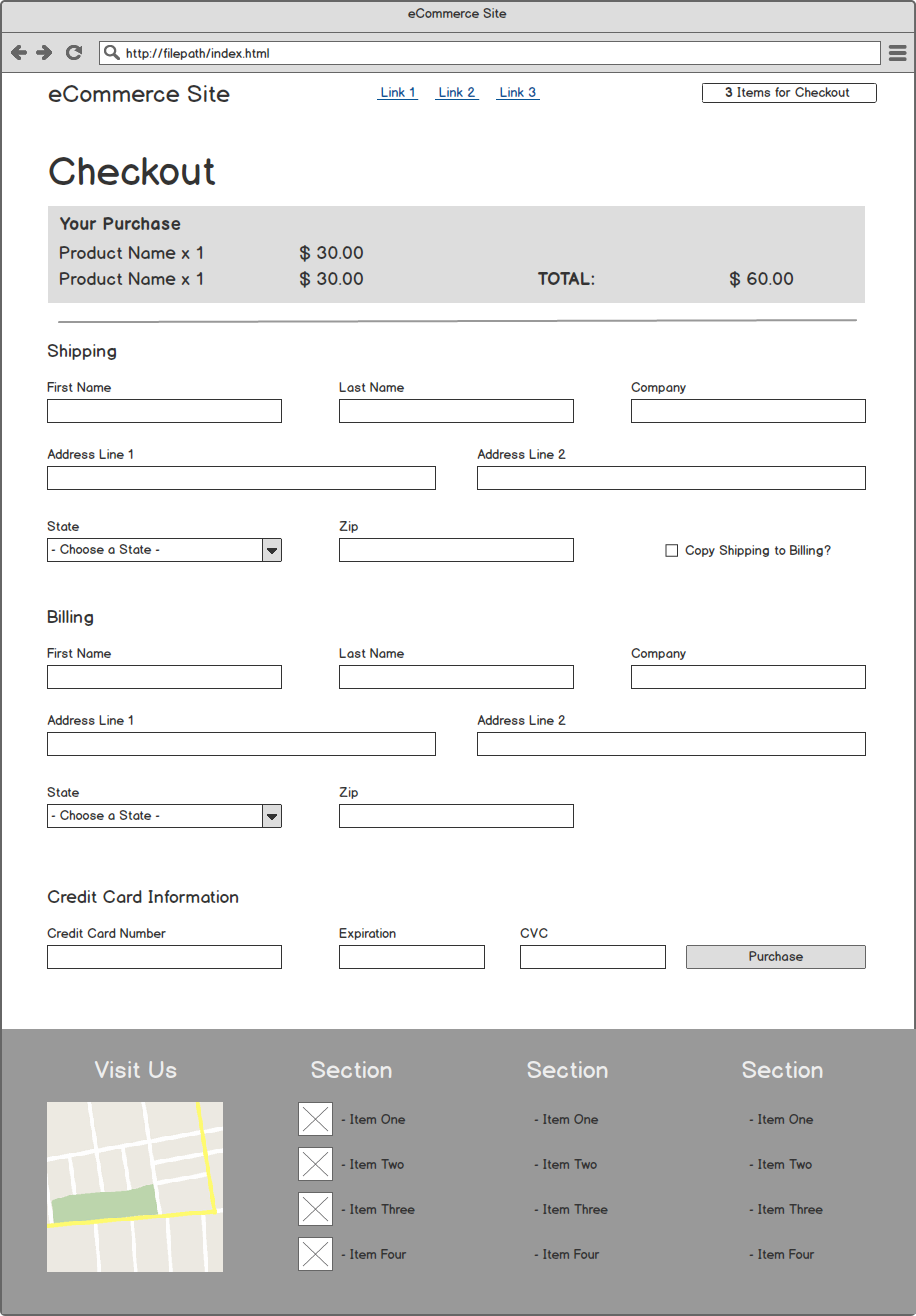 eCommerce Site
http://filepath/index.html
eCommerce Site Link 1 Link 2 Link 3 3 Items for Checkout
Checkout
Your Purchase
Product Name x 1 $ 30.00
Product Name x 1 $ 30.00 TOTAL: $ 60.00
Shipping
First Name Last Name Company
Address Line 1 Address Line 2
State Zip
- Choose a State - Copy Shipping to Billing?
Billing
First Name Last Name Company
Address Line 1 Address Line 2
State Zip
- Choose a State -
Credit Card Information
Credit Card Number Expiration CVC
Purchase
Visit Us Section Section Section
- Item One - Item One - Item One
- Item Two - Item Two - Item Two
- Item Three - Item Three - Item Three
- Item Four - Item Four - Item Four